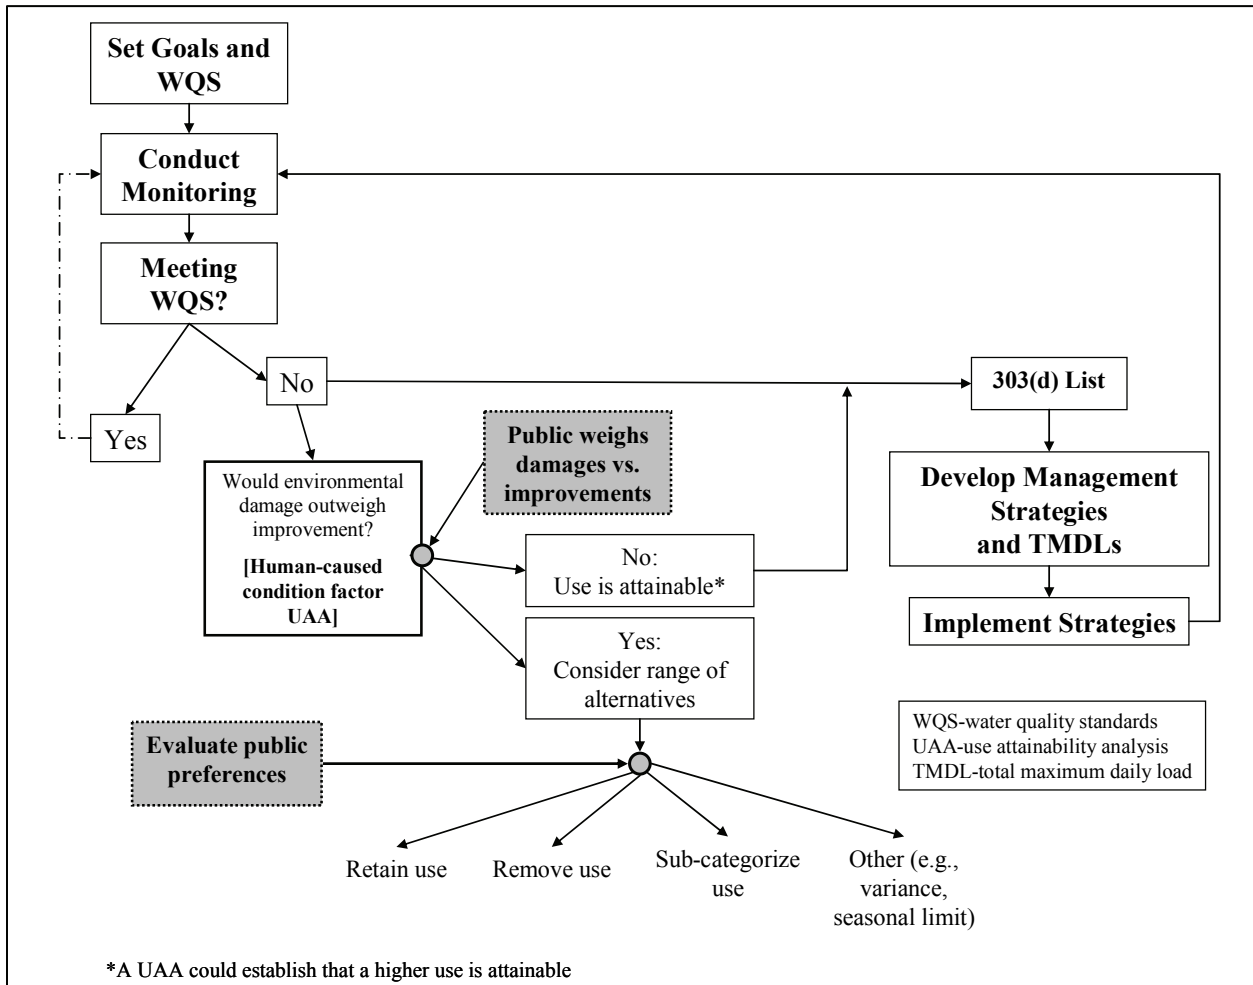 Set Goals and
WQS
Conduct
Monitoring
Meeting
WQS?
No
Yes
303(d) List
Public weighs
damages vs.
improvements
Would environmental
damage outweigh
improvement?
[Human-caused
condition factor
UAA]
Develop Management
Strategies
and TMDLs
No:
Use is attainable*
Implement Strategies
Yes:
Consider range of
alternatives
Evaluate public
preferences
WQS-water quality standards
UAA-use attainability analysis
TMDL-total maximum daily load
Retain use
Remove use
Sub-categorize
use
Other (e.g.,
variance,
seasonal limit)
*A UAA could establish that a higher use is attainable